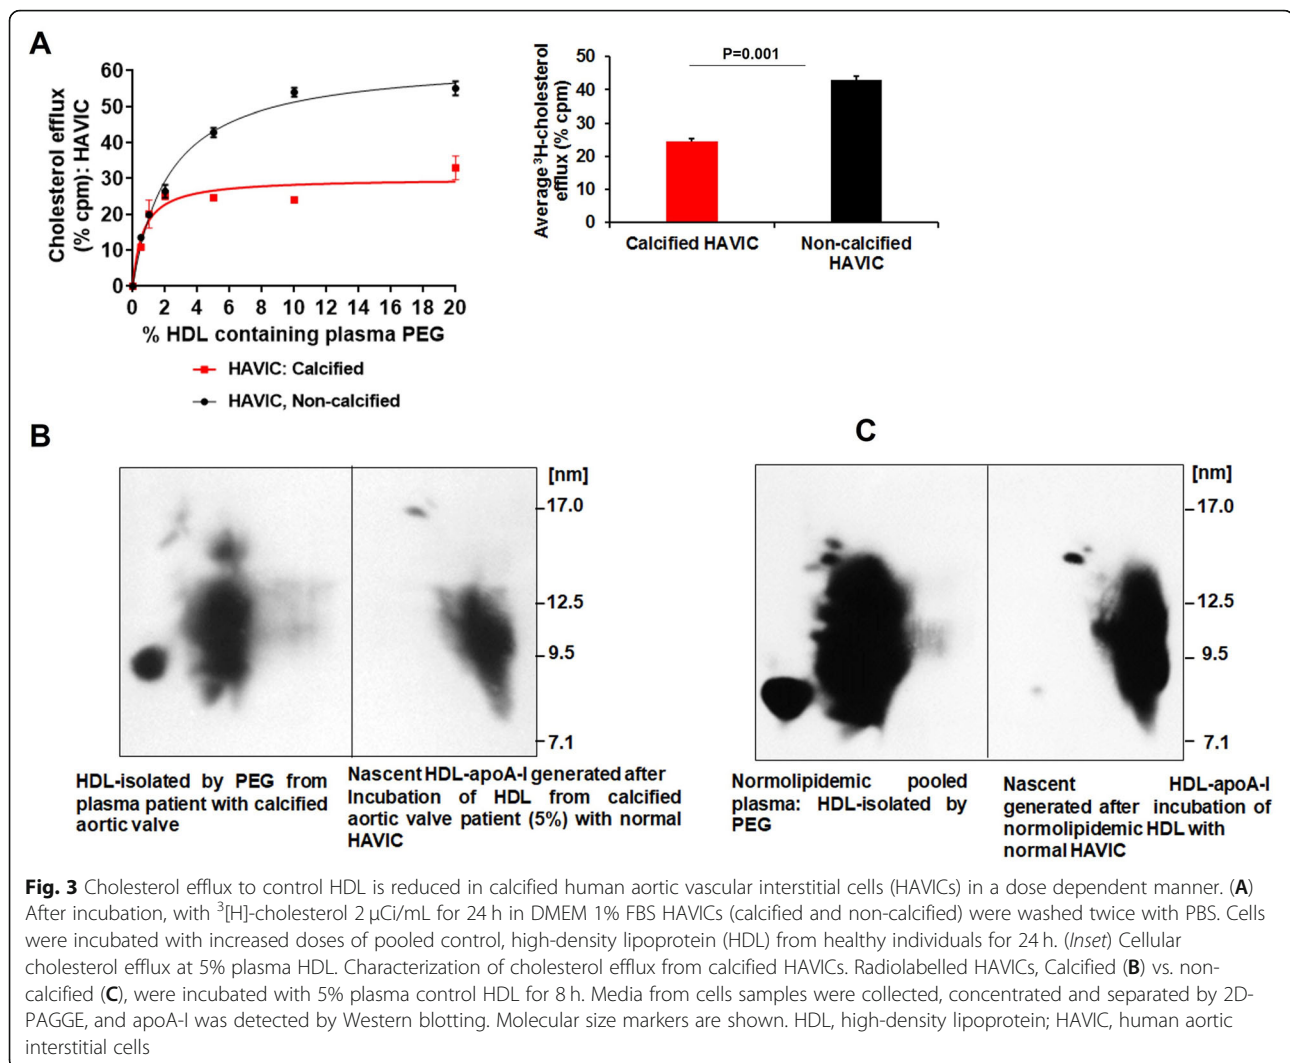 A
Cholesterol efflux
(% cpm): HAVIC
60
50
40
30
20
10
0
0 2 4 6 8 10 12 14 16 18 20
% HDL containing plasma PEG
HAVIC: Calcified
HAVIC, Non-calcified
Average ³H-cholesterol
efflux (% cpm)
50
40
30
20
10
0
P=0.001
Calcified HAVIC
Non-calcified
HAVIC
B
[nm]
17.0
12.5
9.5
7.1
HDL-isolated by PEG from
plasma patient with calcified
aortic valve
Nascent HDL-apoA-I generated after
Incubation of HDL from calcified
aortic valve patient (5%) with normal
HAVIC
C
[nm]
17.0
12.5
9.5
7.1
Normolipidemic pooled
plasma: HDL-isolated by
PEG
Nascent HDL-apoA-I
generated after incubation of
normolipidemic HDL with
normal HAVIC
Fig. 3 Cholesterol efflux to control HDL is reduced in calcified human aortic vascular interstitial cells (HAVICs) in a dose dependent manner. (A)
After incubation, with ³[H]-cholesterol 2 μCi/mL for 24 h in DMEM 1% FBS HAVICs (calcified and non-calcified) were washed twice with PBS. Cells
were incubated with increased doses of pooled control, high-density lipoprotein (HDL) from healthy individuals for 24 h. (Inset) Cellular
cholesterol efflux at 5% plasma HDL. Characterization of cholesterol efflux from calcified HAVICs. Radiolabelled HAVICs, Calcified (B) vs. non-
calcified (C), were incubated with 5% plasma control HDL for 8 h. Media from cells samples were collected, concentrated and separated by 2D-
PAGGE, and apoA-I was detected by Western blotting. Molecular size markers are shown. HDL, high-density lipoprotein; HAVIC, human aortic
interstitial cells